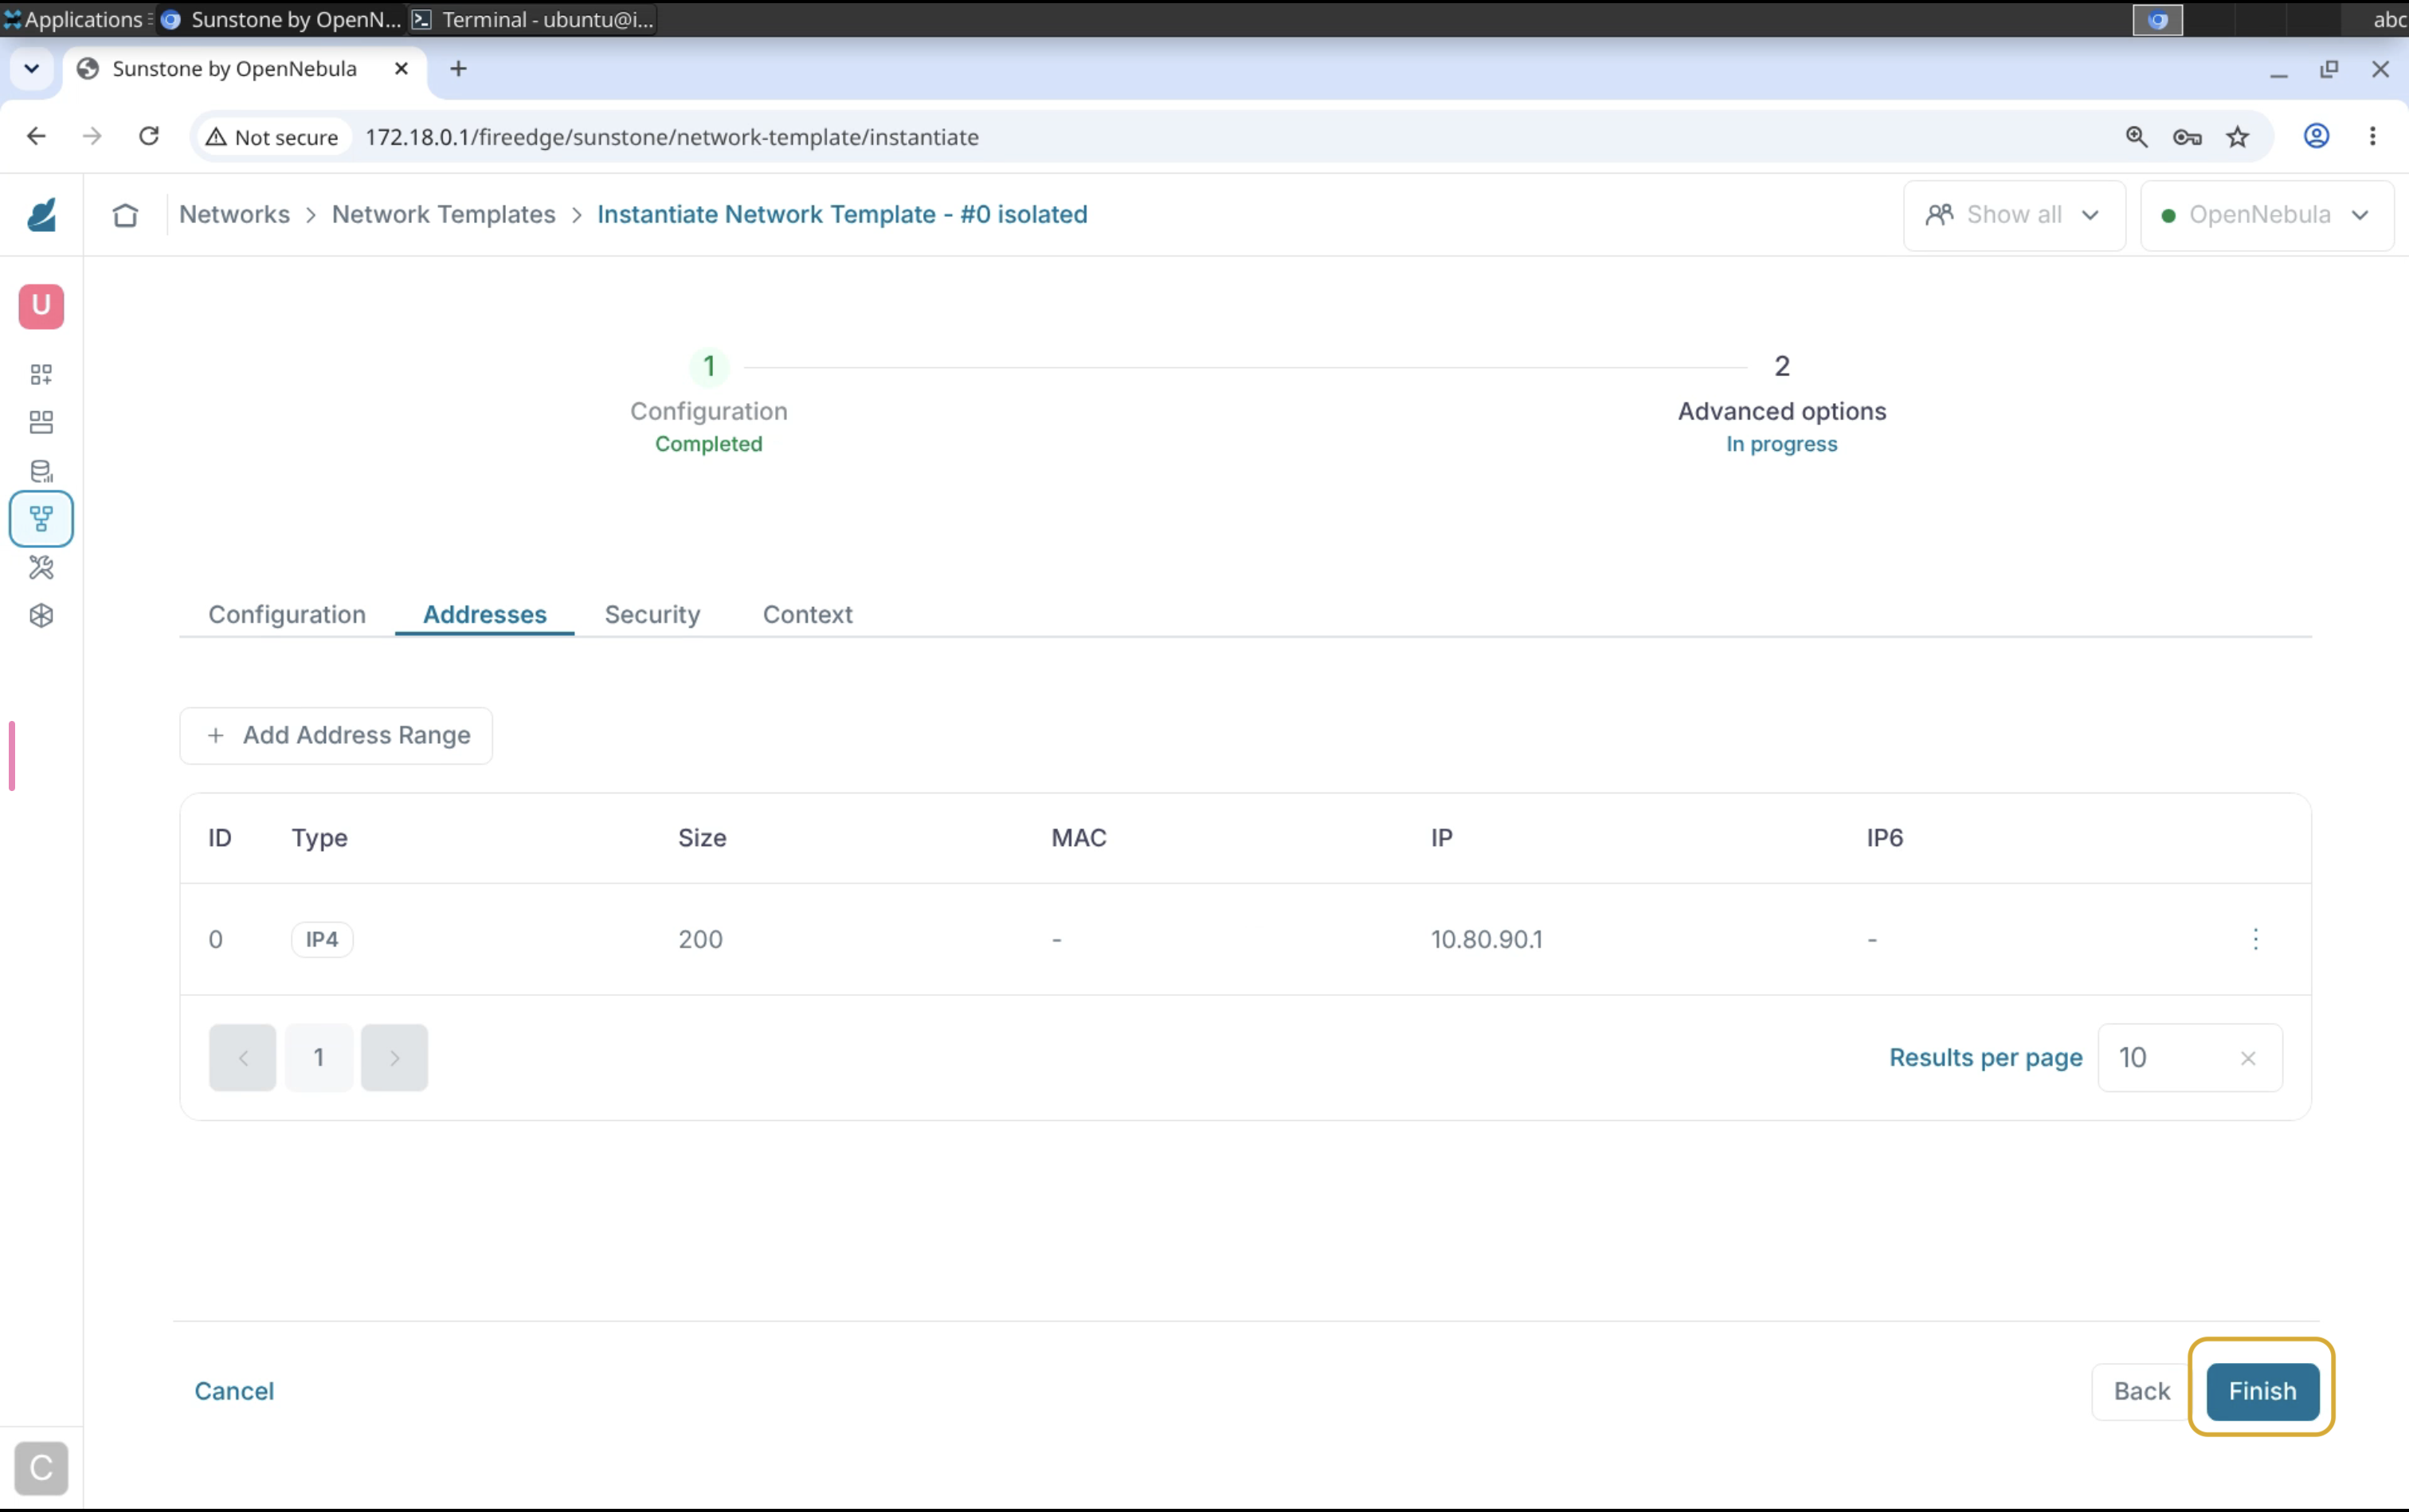 Applications Sunstone by OpenN... Terminal - ubuntu@i... abc
Sunstone by OpenNebula
Not secure 172.18.0.1/fireedge/sunstone/network-template/instantiate
Networks > Network Templates > Instantiate Network Template - #0 isolated Show all OpenNebula
U
1 2
Configuration Advanced options
Completed In progress
Configuration Addresses Security Context
+ Add Address Range
ID Type Size MAC IP IP6
0 IP4 200 - 10.80.90.1 -
< 1 > Results per page 10
Cancel Back Finish
C